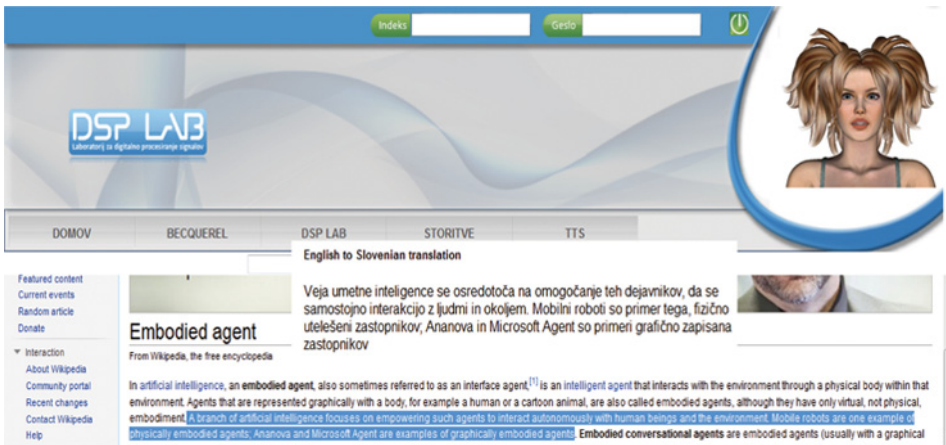 Indeks
Geslo
DSP LAB
Laboratorij za digitalno procesiranje signalov
DOMOV BECQUEREL DSP LAB STORITVE TTS
English to Slovenian translation
Veja umetne inteligence se osredotoča na omogočanje teh dejavnikov, da se
samostojno interakcijo z ljudmi in okoljem. Mobilni roboti so primer tega, fizično
utelešeni zastopnikov; Ananova in Microsoft Agent so primeri grafično zapisana
zastopnikov
Featured content
Current events
Random article
Donate
Interaction
About Wikipedia
Community portal
Recent changes
Contact Wikipedia
Help
Embodied agent
From Wikipedia, the free encyclopedia
In artificial intelligence, an embodied agent, also sometimes referred to as an interface agent,[1] is an intelligent agent that interacts with the environment through a physical body within that
environment. Agents that are represented graphically with a body, for example a human or a cartoon animal, are also called embodied agents, although they have only virtual, not physical,
embodiment. A branch of artificial intelligence focuses on empowering such agents to interact autonomously with human beings and the environment. Mobile robots are one example of
physically embodied agents; Ananova and Microsoft Agent are examples of graphically embodied agents. Embodied conversational agents are embodied agents (usually with a graphical